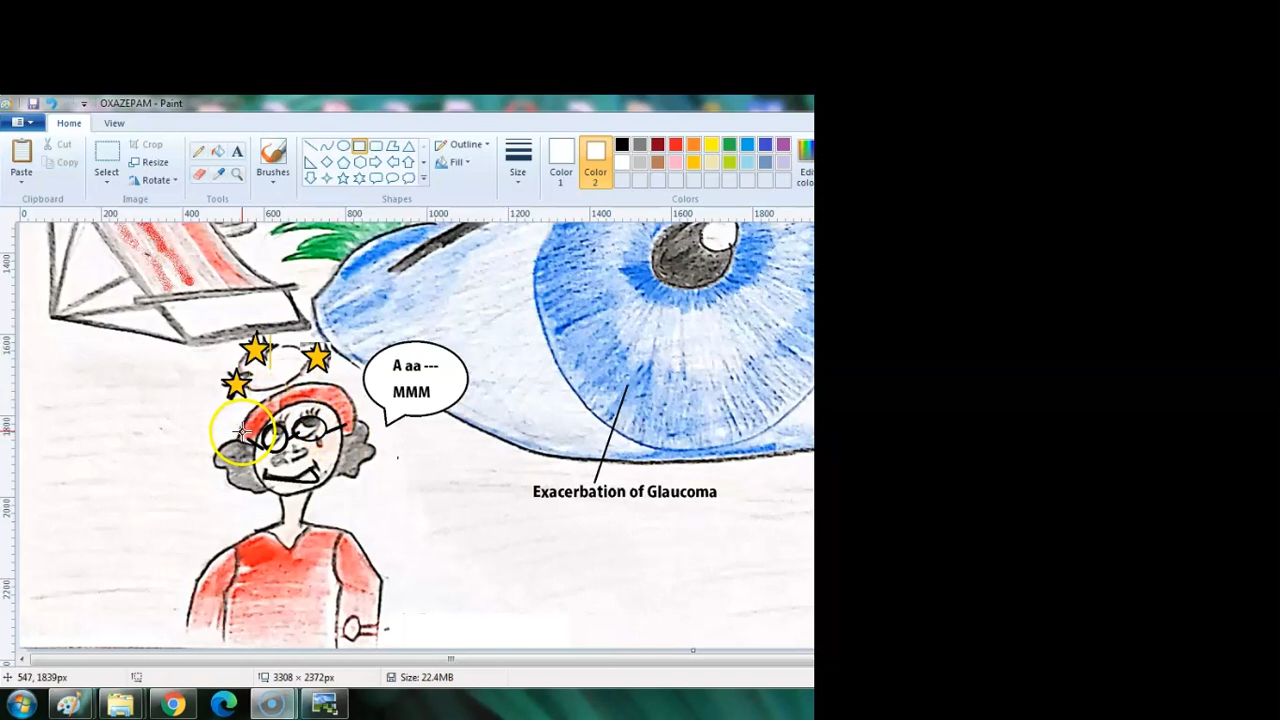 OXAZEPAM - Paint
Home
View
Paste
Cut
Copy
Clipboard
Select
Crop
Resize
Rotate
Image
A
Tools
Brushes
Outline
Fill
Shapes
Size
Color
1
Color
2
Colors
0
200
400
600
800
1000
1200
1400
1600
1800
1400
1600
1800
2000
2200
A aa ---
MMM
Exacerbation of Glaucoma
547, 1839px
3308 × 2372px
Size: 22.4MB